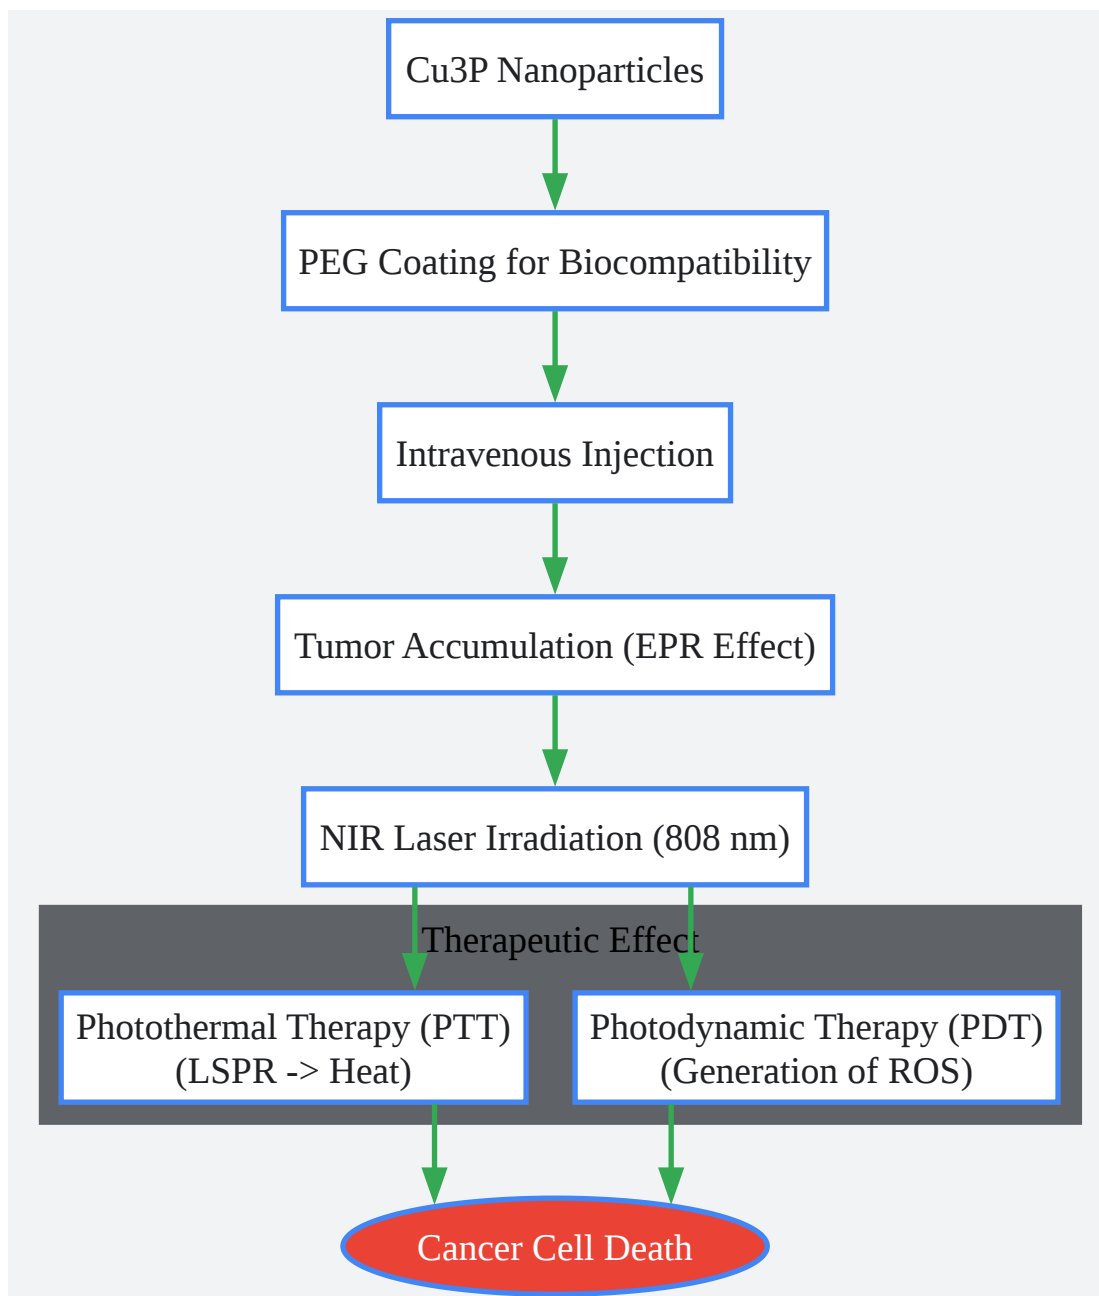 Cu3P Nanoparticles
PEG Coating for Biocompatibility
Intravenous Injection
Tumor Accumulation (EPR Effect)
NIR Laser Irradiation (808 nm)
Therapeutic Effect
Photothermal Therapy (PTT)
(LSPR -> Heat)
Photodynamic Therapy (PDT)
(Generation of ROS)
Cancer Cell Death